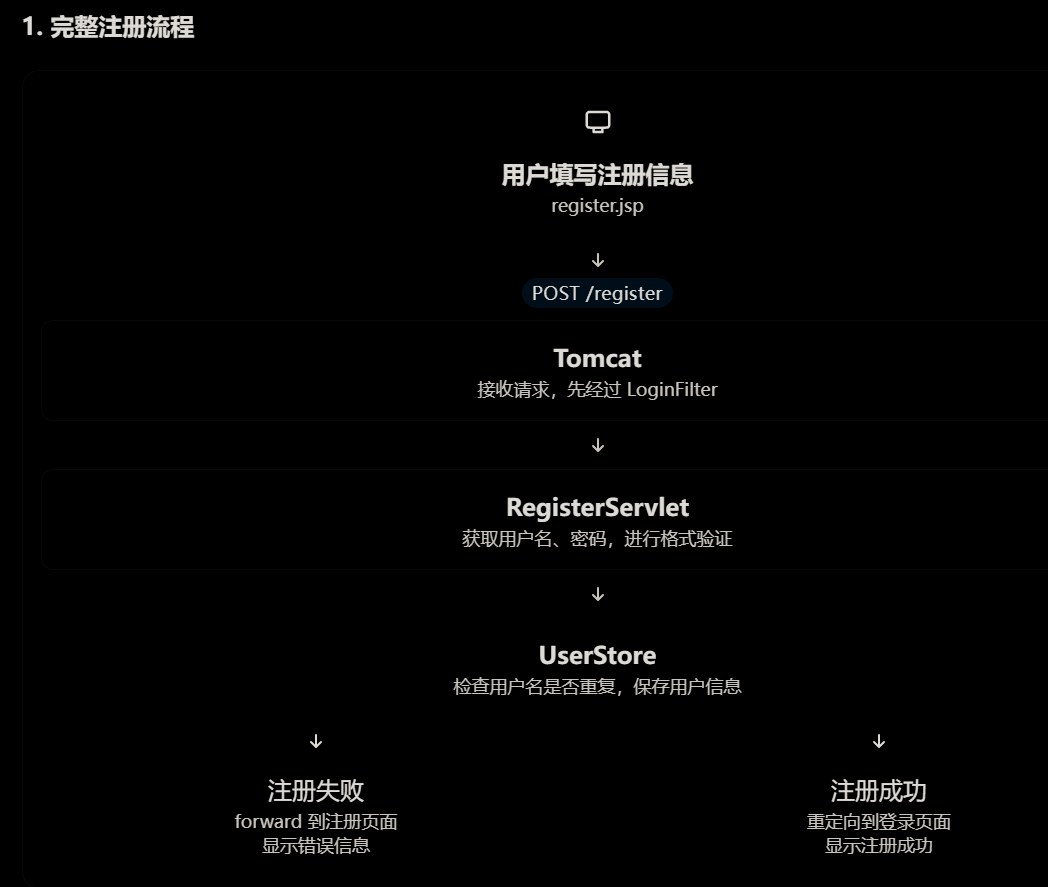 1. 完整注册流程
用户填写注册信息
register.jsp
POST /register
Tomcat
接收请求，先经过 LoginFilter
RegisterServlet
获取用户名、密码，进行格式验证
UserStore
检查用户名是否重复，保存用户信息
注册失败
forward 到注册页面
显示错误信息
注册成功
重定向到登录页面
显示注册成功